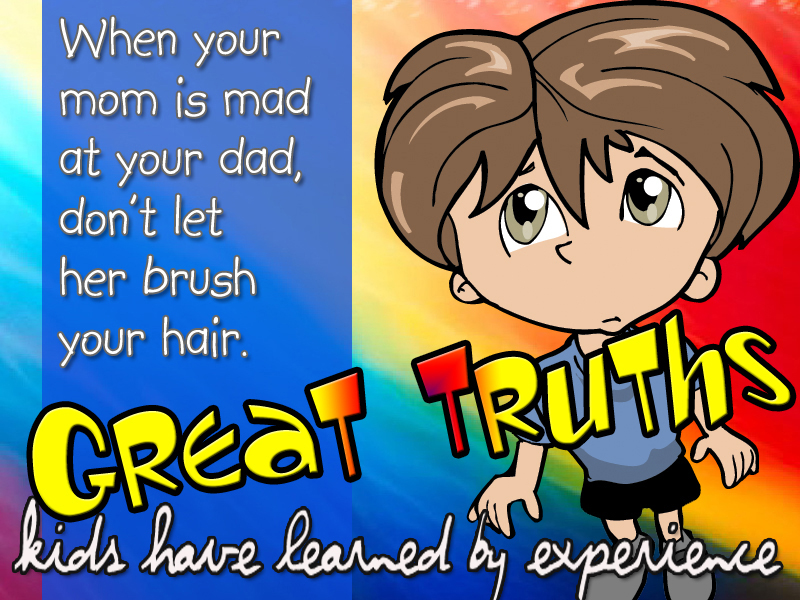 When your
mom is mad
at your dad,
don't let
her brush
your hair.
GReaT TRuThs
kids have learned by experience